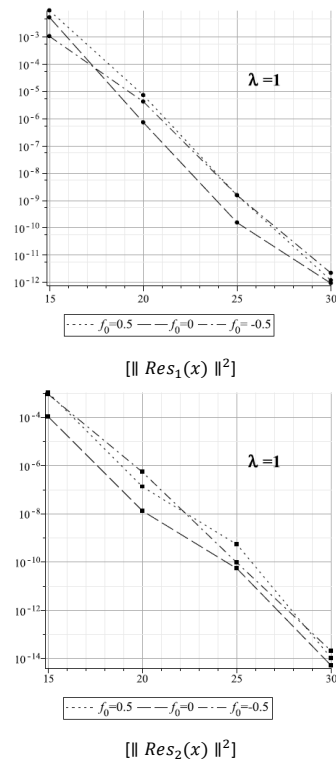 10⁻³
λ =1
10⁻⁴
10⁻⁵
10⁻⁶
10⁻⁷
10⁻⁸
10⁻⁹
10⁻¹⁰
10⁻¹¹
10⁻¹²
15 20 25 30
f₀=0.5 f₀=0 f₀= -0.5
[‖ Res₁(x) ‖²]
10⁻⁴
λ =1
10⁻⁶
10⁻⁸
10⁻¹⁰
10⁻¹²
10⁻¹⁴
15 20 25 30
f₀=0.5 f₀=0 f₀=-0.5
[‖ Res₂(x) ‖²]